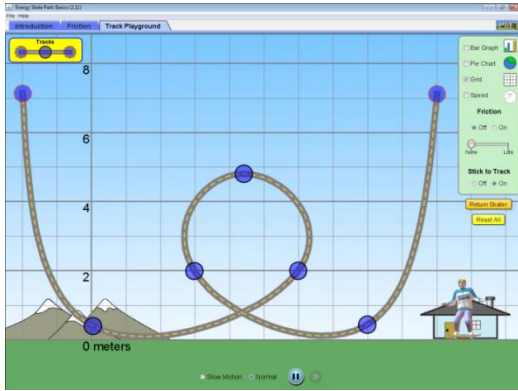 Energy Skate Park: Basics (2.02)
File Help
Introduction
Friction
Track Playground
Tracks
8
6
4
2
0 meters
Bar Graph
Pie Chart
Grid
Speed
Friction
Off On
None Lots
Stick to Track
Off On
Return Skater
Reset All
Slow Motion Normal